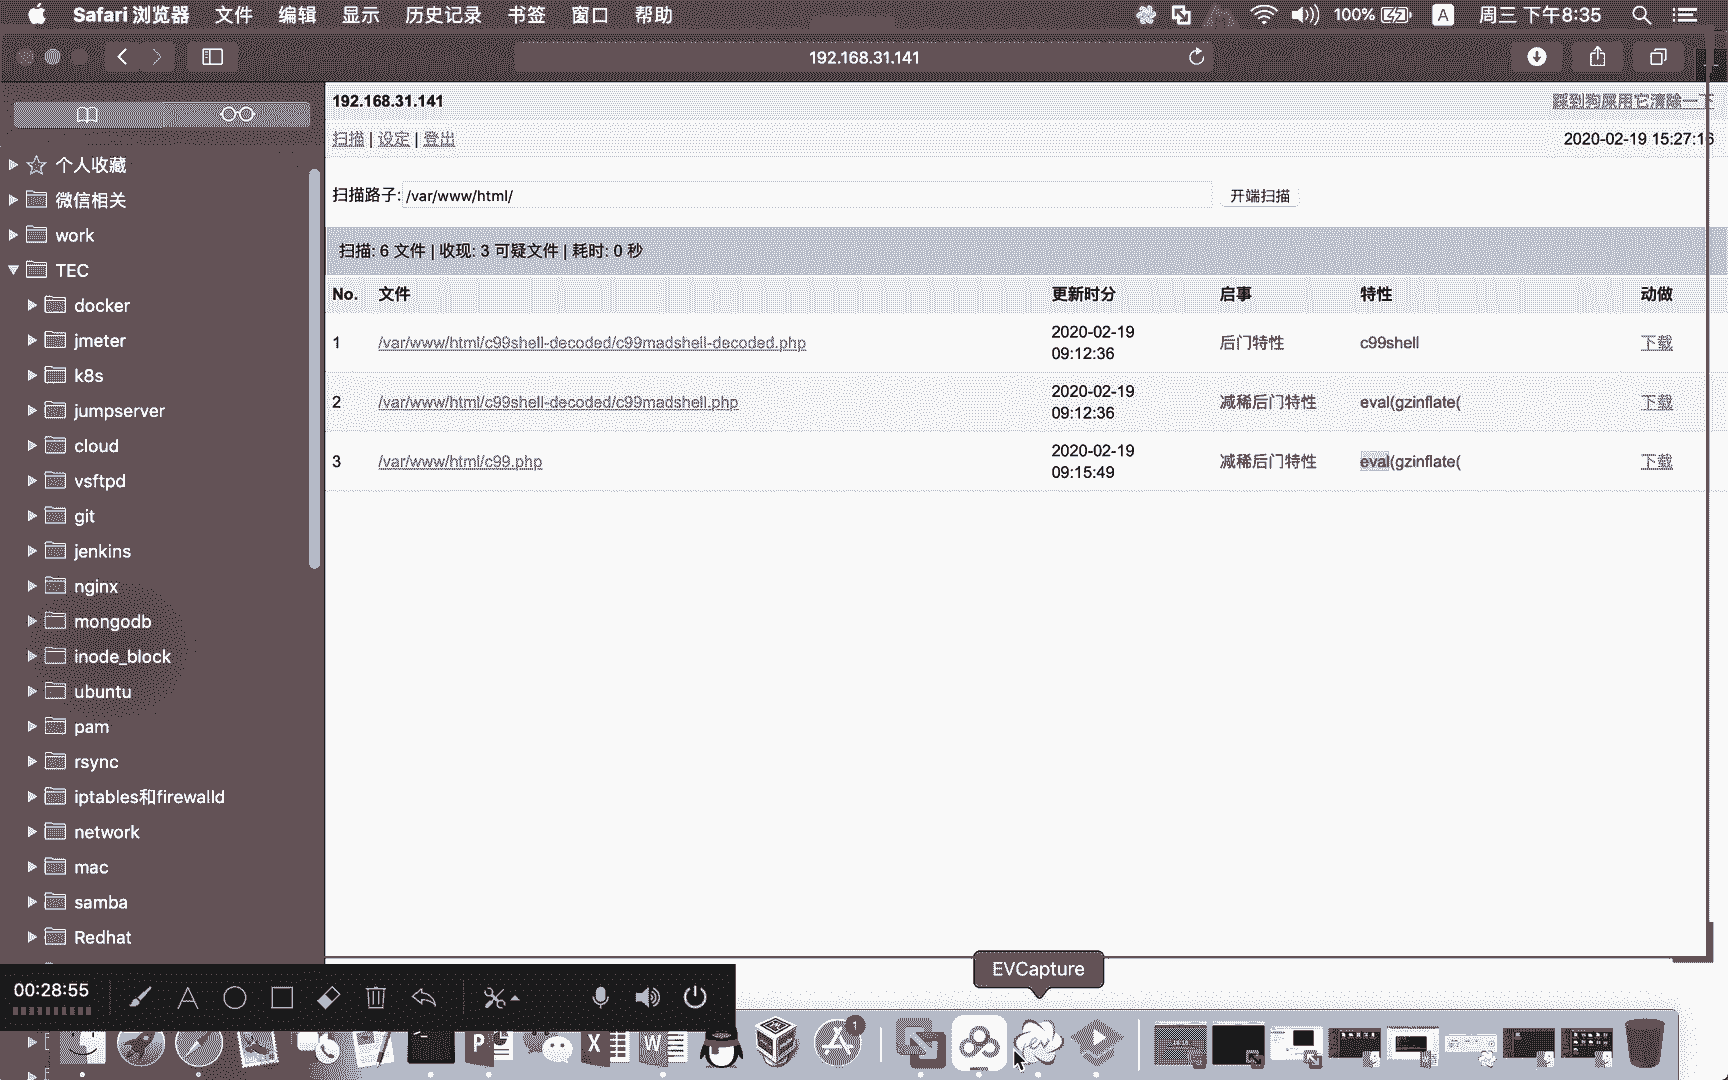 Safari 浏览器 文件 编辑 显示 历史记录 书签 窗口 帮助 100% A 周三 下午8:35
192.168.31.141
192.168.31.141 踩到狗屎用它清除一下
扫描 | 设定 | 登出 2020-02-19 15:27:16
扫描路子: /var/www/html/ 开端扫描
扫描: 6 文件 | 收现: 3 可疑文件 | 耗时: 0 秒
No. 文件 更新时分 启事 特性 动做
1 /var/www/html/c99shell-decoded/c99madshell-decoded.php 2020-02-19 09:12:36 后门特性 c99shell 下载
2 /var/www/html/c99shell-decoded/c99madshell.php 2020-02-19 09:12:36 减稀后门特性 eval(gzinflate( 下载
3 /var/www/html/c99.php 2020-02-19 09:15:49 减稀后门特性 eval(gzinflate( 下载
个人收藏
微信相关
work
TEC
docker
jmeter
k8s
jumpserver
cloud
vsftpd
git
jenkins
nginx
mongodb
inode_block
ubuntu
pam
rsync
iptables和firewalld
network
mac
samba
Redhat
EVCapture
00:28:55